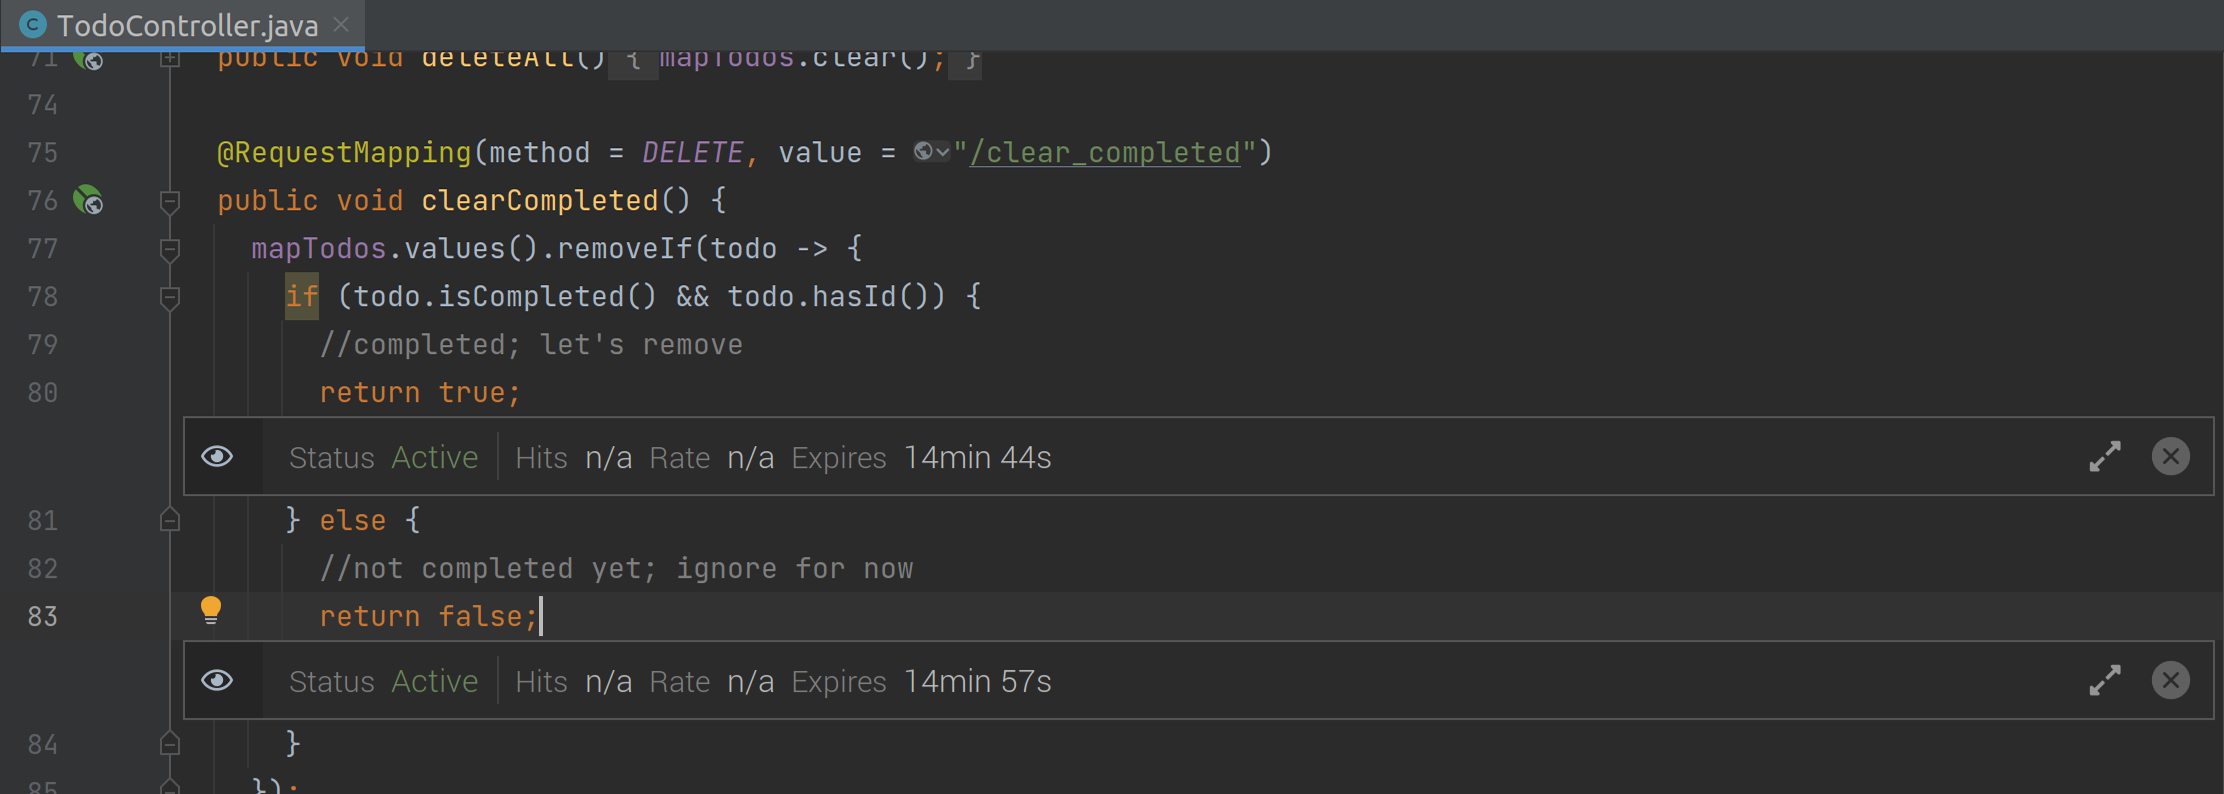 TodoController.java
71 public void deleteAll() { mapTodos.clear(); }
74
75 @RequestMapping(method = DELETE, value = "/clear_completed")
76 public void clearCompleted() {
77 mapTodos.values().removeIf(todo -> {
78 if (todo.isCompleted() && todo.hasId()) {
79 //completed; let's remove
80 return true;
Status Active Hits n/a Rate n/a Expires 14min 44s
81 } else {
82 //not completed yet; ignore for now
83 return false;
Status Active Hits n/a Rate n/a Expires 14min 57s
84 }
85 });